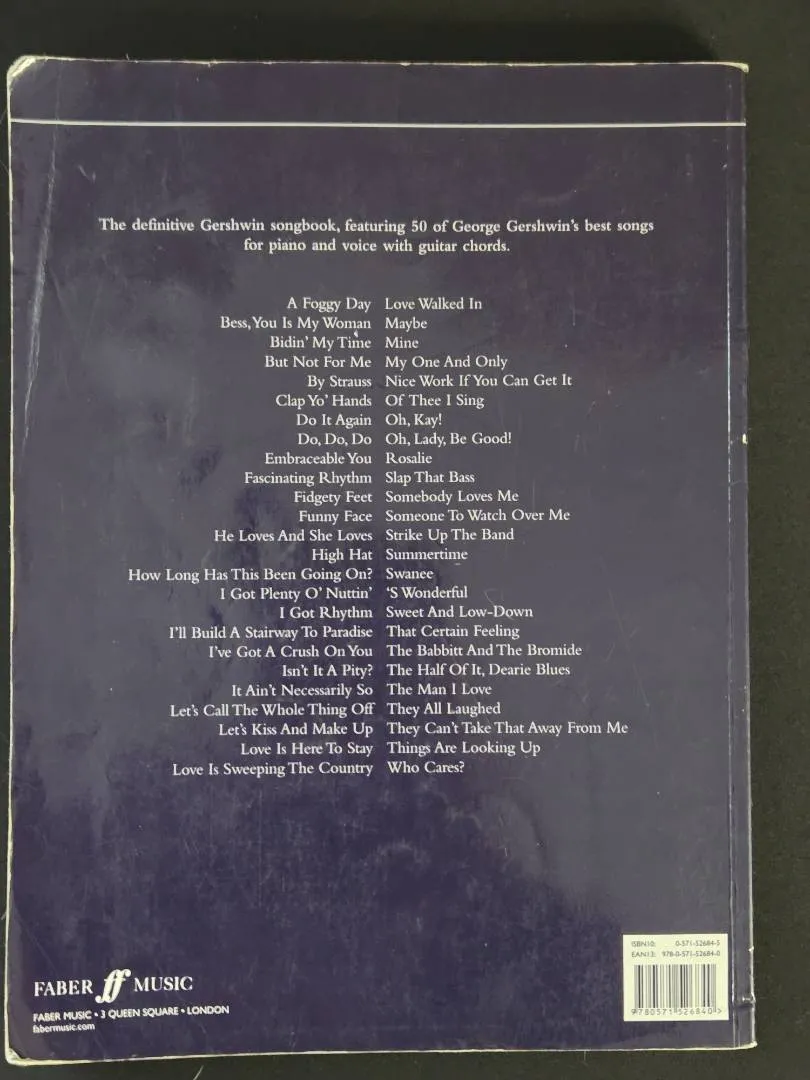 The definitive Gershwin songbook, featuring 50 of George Gershwin's best songs
for piano and voice with guitar chords.
A Foggy Day
Bess, You Is My Woman
Bidin' My Time
But Not For Me
By Strauss
Clap Yo' Hands
Do It Again
Do, Do, Do
Embraceable You
Fascinating Rhythm
Fidgety Feet
Funny Face
He Loves And She Loves
High Hat
How Long Has This Been Going On?
I Got Plenty O' Nuttin'
I Got Rhythm
I'll Build A Stairway To Paradise
I've Got A Crush On You
Isn't It A Pity?
It Ain't Necessarily So
Let's Call The Whole Thing Off
Let's Kiss And Make Up
Love Is Here To Stay
Love Is Sweeping The Country
Love Walked In
Maybe
Mine
My One And Only
Nice Work If You Can Get It
Of Thee I Sing
Oh, Kay!
Oh, Lady, Be Good!
Rosalie
Slap That Bass
Somebody Loves Me
Someone To Watch Over Me
Strike Up The Band
Summertime
Swanee
'S Wonderful
Sweet And Low-Down
That Certain Feeling
The Babbitt And The Bromide
The Half Of It, Dearie Blues
The Man I Love
They All Laughed
They Can't Take That Away From Me
Things Are Looking Up
Who Cares?
FABER ff MUSIC
FABER MUSIC • 3 QUEEN SQUARE • LONDON
fabermusic.com
ISBN10: 0-571-52684-5
EAN13: 978-0-571-52684-0
9 780571 526840 >